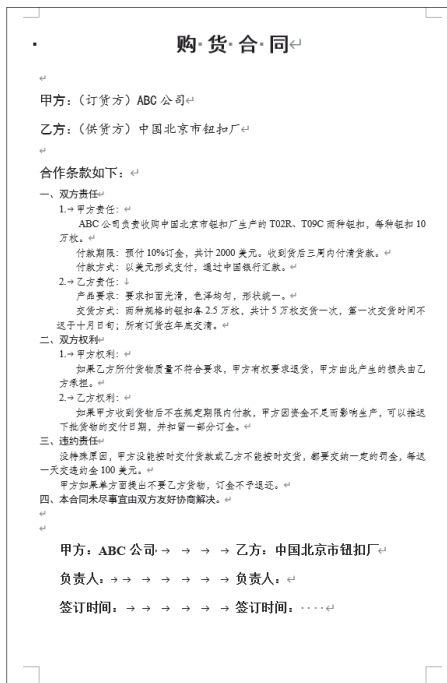 购货合同
甲方：（订货方）ABC 公司
乙方：（供货方）中国北京市钮扣厂
合作条款如下：
一、双方责任
1. 甲方责任：
ABC 公司负责收购中国北京市钮扣厂生产的 T02R、T09C 两种钮扣，每种钮扣 10
万枚。
付款期限：预付 10%订金，共计 2000 美元。收到货后三周内付清货款。
付款方式：以美元形式支付，通过中国银行汇款。
2. 乙方责任：
产品要求：要求扣面光滑，色泽均匀，形状统一。
交货方式：两种规格的钮扣各 2.5 万枚，共计 5 万枚交货一次，第一次交货时间不
迟于十月日旬；所有订货在年底交清。
二、双方权利
1. 甲方权利：
如果乙方所付货物质量不符合要求，甲方有权要求退货，甲方由此产生的损失由乙
方承担。
2. 乙方权利：
如果甲方收到货物后不在规定期限内付款，甲方因资金不足而影响生产，可以推迟
下批货物的交付日期，并扣留一部分订金。
三、违约责任
没特殊原因，甲方没能按时交付货款或乙方不能按时交货，都要交纳一定的罚金，每迟
一天交违约金 100 美元。
甲方如果单方面提出不要乙方货物，订金不予退还。
四、本合同未尽事宜由双方友好协商解决。
甲方：ABC 公司 乙方：中国北京市钮扣厂
负责人： 负责人：
签订时间： 签订时间：